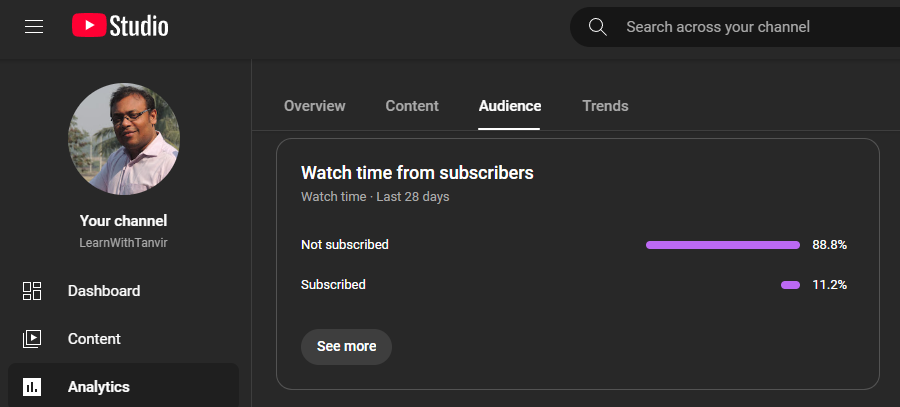 Studio
Search across your channel
Overview Content Audience Trends
Your channel
LearnWithTanvir
Dashboard
Content
Analytics
Watch time from subscribers
Watch time · Last 28 days
Not subscribed 88.8%
Subscribed 11.2%
See more